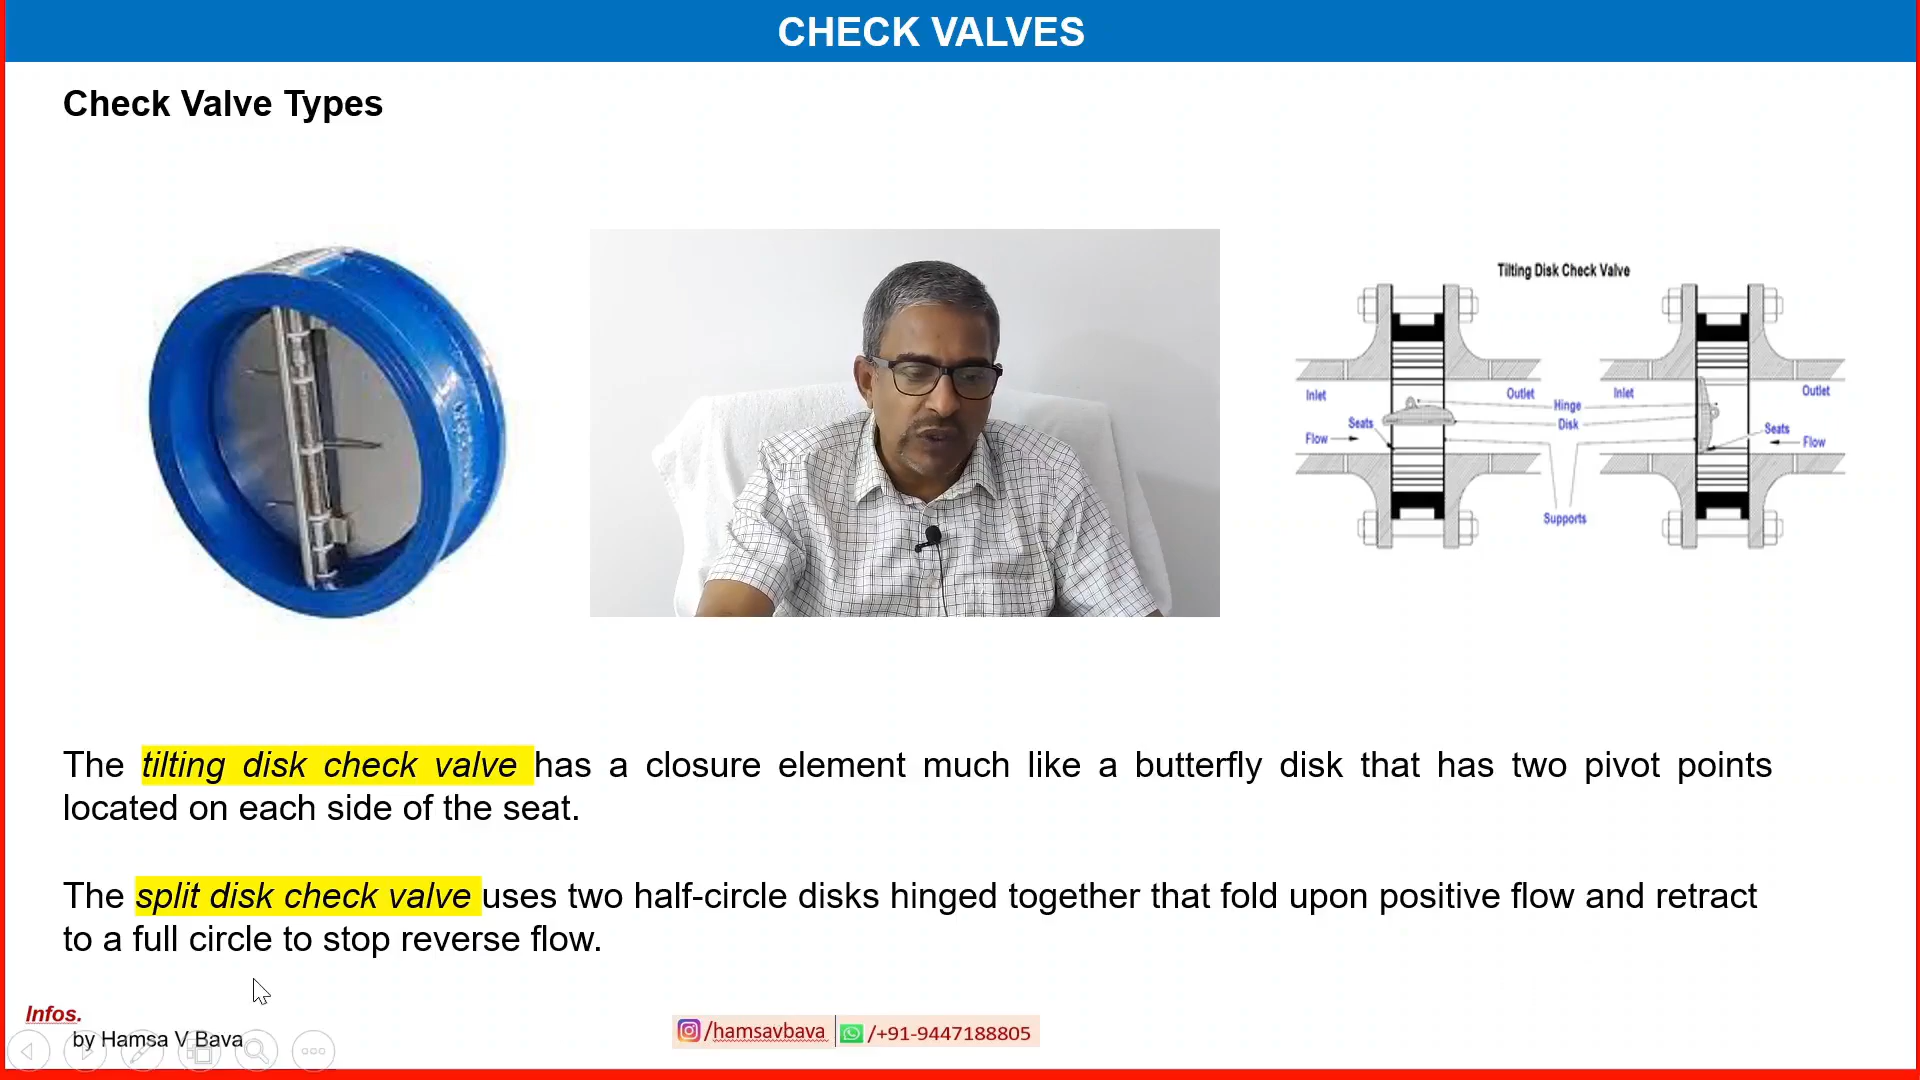 CHECK VALVES
Check Valve Types
Tilting Disk Check Valve
Inlet
Outlet
Hinge
Inlet
Outlet
Seats
Disk
Seats
Flow
Flow
Supports
The tilting disk check valve has a closure element much like a butterfly disk that has two pivot points
located on each side of the seat.
The split disk check valve uses two half-circle disks hinged together that fold upon positive flow and retract
to a full circle to stop reverse flow.
Infos.
by Hamsa V Bava
/hamsavbava
/+91-9447188805